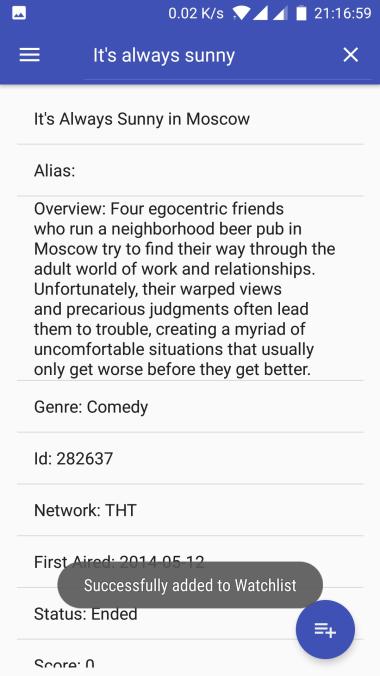 0.02 K/s 21:16:59
It's always sunny
It's Always Sunny in Moscow
Alias:
Overview: Four egocentric friends
who run a neighborhood beer pub in
Moscow try to find their way through the
adult world of work and relationships.
Unfortunately, their warped views
and precarious judgments often lead
them to trouble, creating a myriad of
uncomfortable situations that usually
only get worse before they get better.
Genre: Comedy
Id: 282637
Network: THT
First Aired: 2014-05-12
Successfully added to Watchlist
Status: Ended
Score: 0